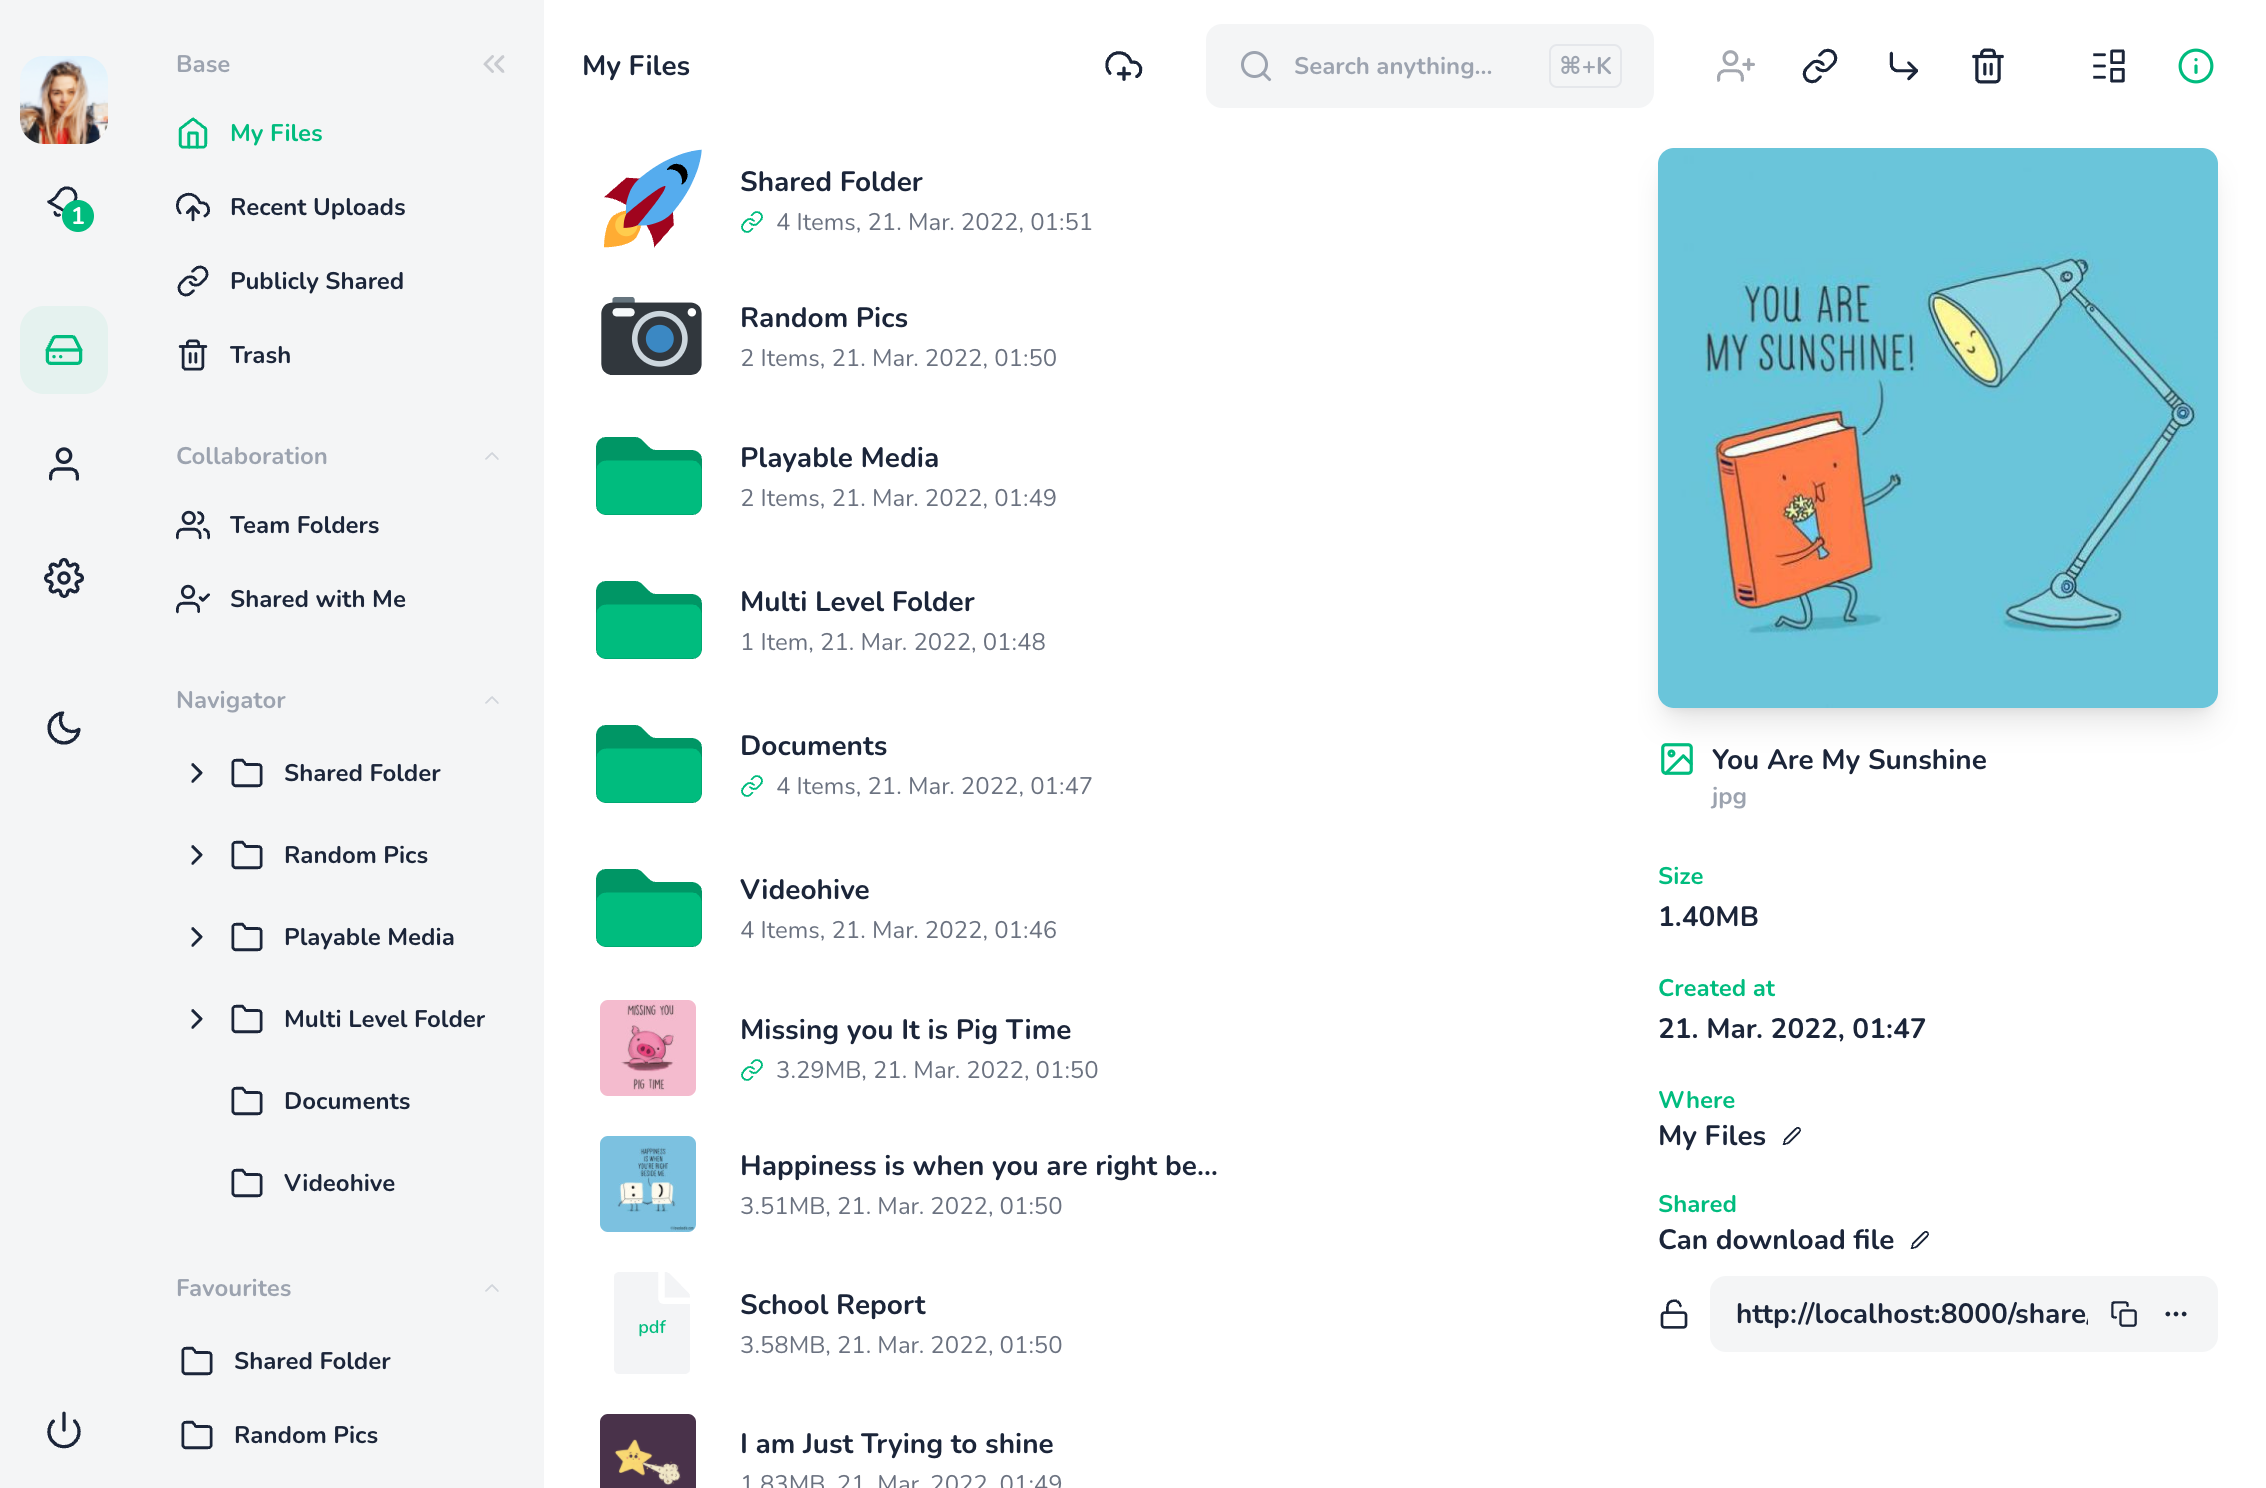 Base
My Files
Recent Uploads
Publicly Shared
Trash
Collaboration
Team Folders
Shared with Me
Navigator
Shared Folder
Random Pics
Playable Media
Multi Level Folder
Documents
Videohive
Favourites
Shared Folder
Random Pics
1
My Files
Search anything...
⌘+K
Shared Folder
4 Items, 21. Mar. 2022, 01:51
Random Pics
2 Items, 21. Mar. 2022, 01:50
Playable Media
2 Items, 21. Mar. 2022, 01:49
Multi Level Folder
1 Item, 21. Mar. 2022, 01:48
Documents
4 Items, 21. Mar. 2022, 01:47
Videohive
4 Items, 21. Mar. 2022, 01:46
MISSING YOU
PIG TIME
Missing you It is Pig Time
3.29MB, 21. Mar. 2022, 01:50
HAPPINESS
IS WHEN
YOU'RE RIGHT
BESIDE ME
Happiness is when you are right be...
3.51MB, 21. Mar. 2022, 01:50
pdf
School Report
3.58MB, 21. Mar. 2022, 01:50
I am Just Trying to shine
1.83MB, 21. Mar. 2022, 01:49
YOU ARE
MY SUNSHINE!
You Are My Sunshine
jpg
Size
1.40MB
Created at
21. Mar. 2022, 01:47
Where
My Files
Shared
Can download file
http://localhost:8000/share/